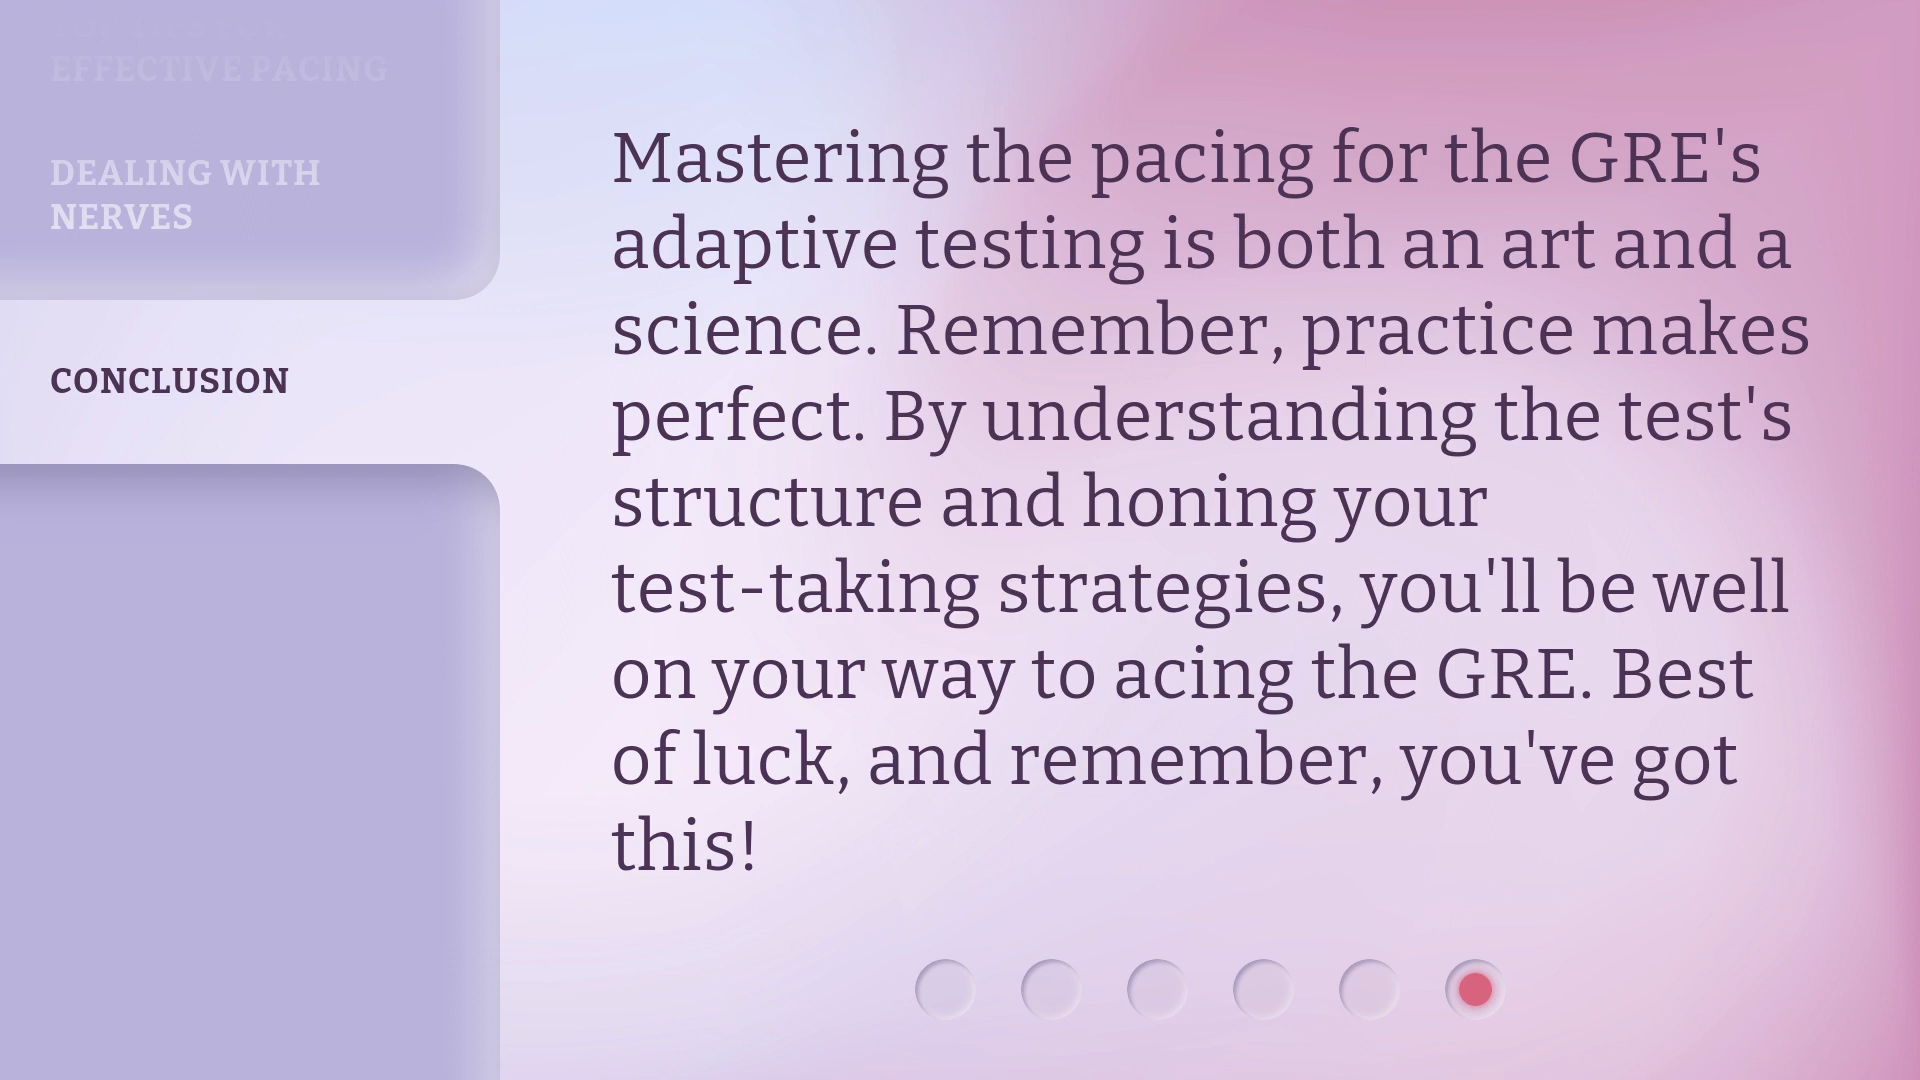 EFFECTIVE PACING
DEALING WITH
NERVES
CONCLUSION
Mastering the pacing for the GRE's
adaptive testing is both an art and a
science. Remember, practice makes
perfect. By understanding the test's
structure and honing your
test-taking strategies, you'll be well
on your way to acing the GRE. Best
of luck, and remember, you've got
this!